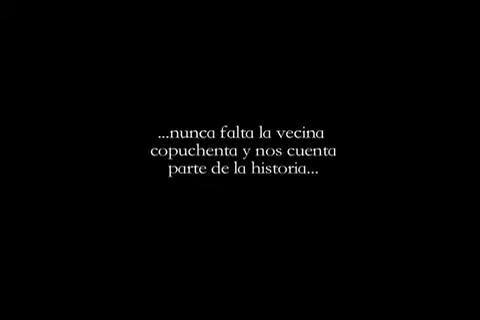 ...nunca falta la vecina
copuchenta y nos cuenta
parte de la historia...